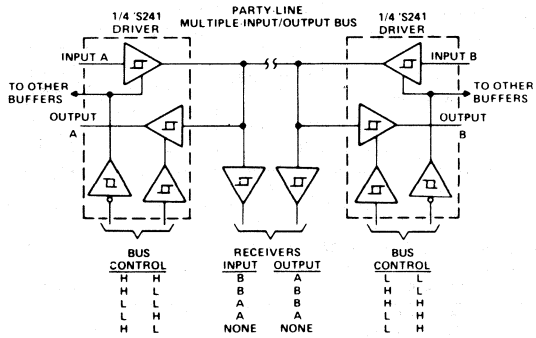 PARTY-LINE
MULTIPLE-INPUT/OUTPUT BUS
1/4 'S241
DRIVER
1/4 'S241
DRIVER
INPUT A
INPUT B
TO OTHER
BUFFERS
TO OTHER
BUFFERS
OUTPUT
A
OUTPUT
B
BUS
CONTROL
RECEIVERS
INPUT OUTPUT
BUS
CONTROL
H H B A L L
H L B B H L
L L A B H H
L L A A L H
H L NONE NONE L H